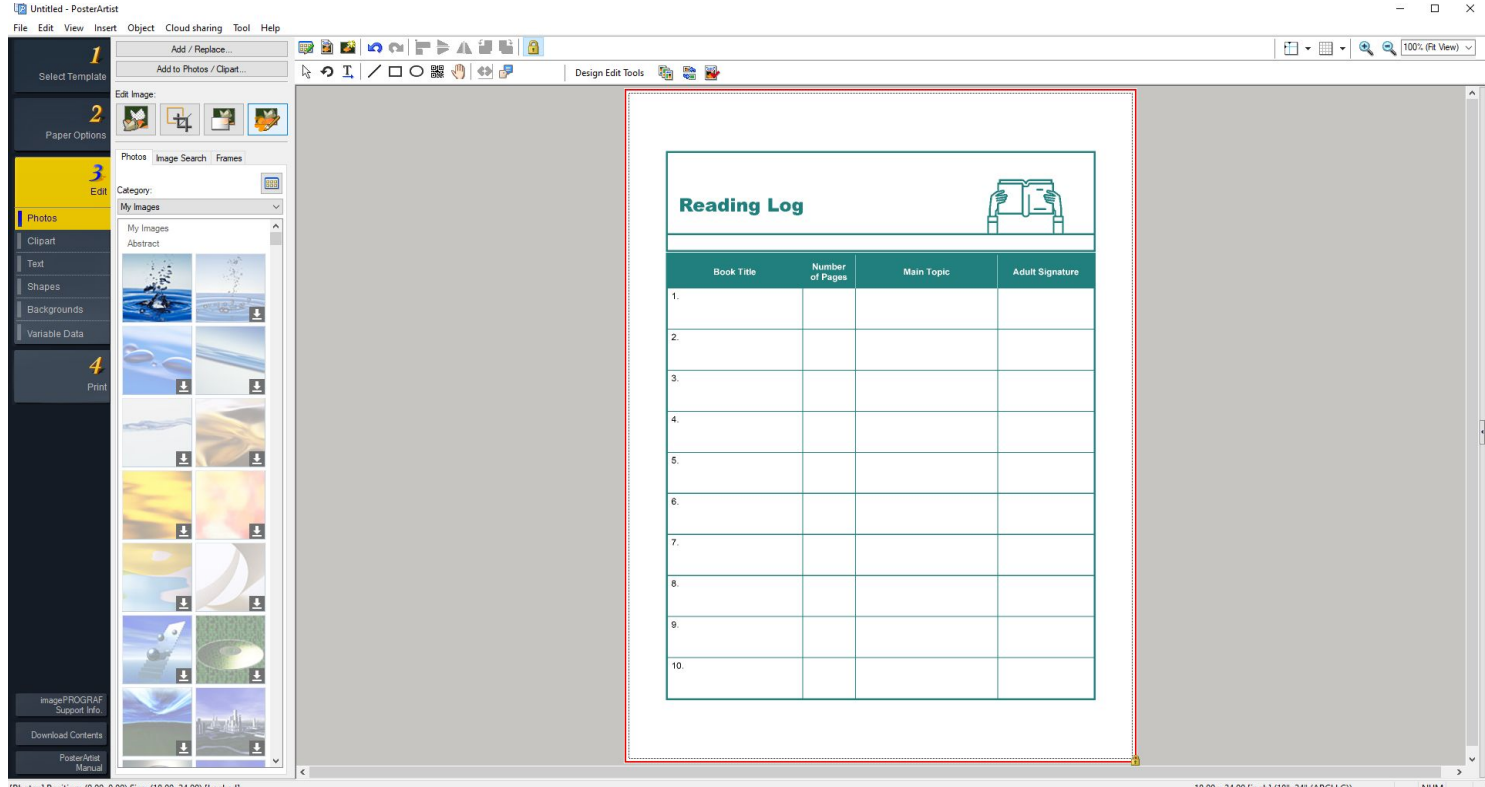 Untitled - PosterArtist
File Edit View Insert Object Cloud sharing Tool Help
1
Select Template
2
Paper Options
3
Edit
Photos
Clipart
Text
Shapes
Backgrounds
Variable Data
4
Print
imagePROGRAF
Support Info.
Download Contents
PosterArtist
Manual
Add / Replace...
Add to Photos / Clipart...
Edit Image:
Photos Image Search Frames
Category:
My Images
My Images
Abstract
Design Edit Tools
100% (Fit View)
Reading Log
Book Title
Number
of Pages
Main Topic
Adult Signature
1.
2.
3.
4.
5.
6.
7.
8.
9.
10.